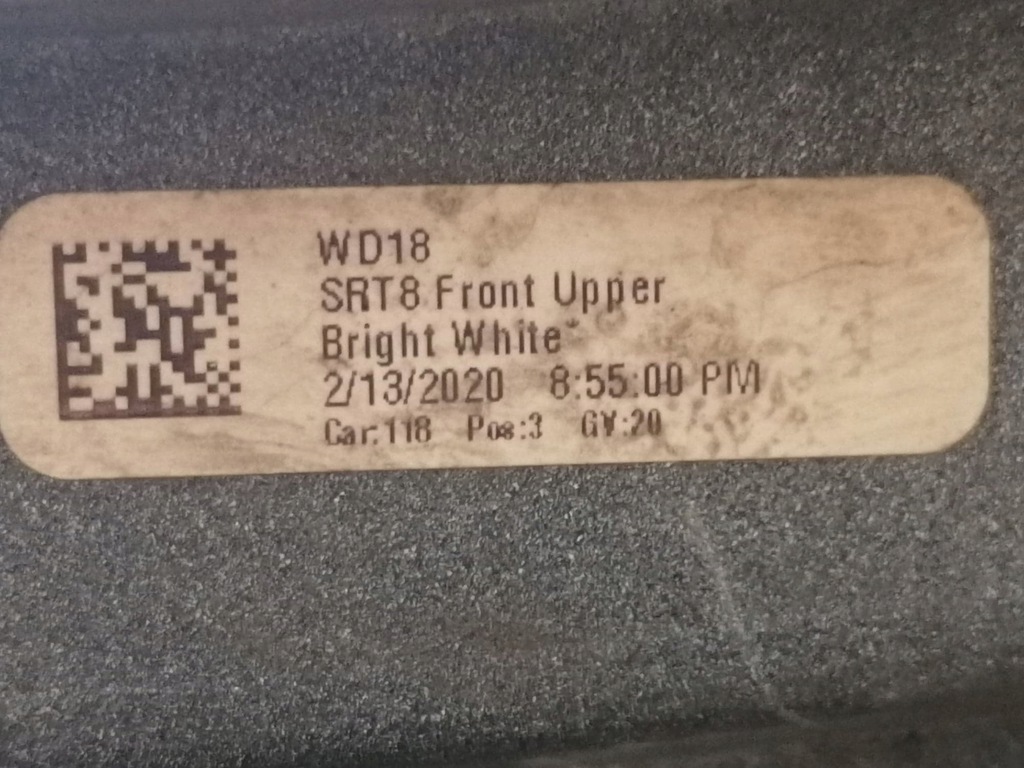 WD18
SRT8 Front Upper
Bright White
2/13/2020 8:55:00 PM
Car:118 Pos:3 GV:20